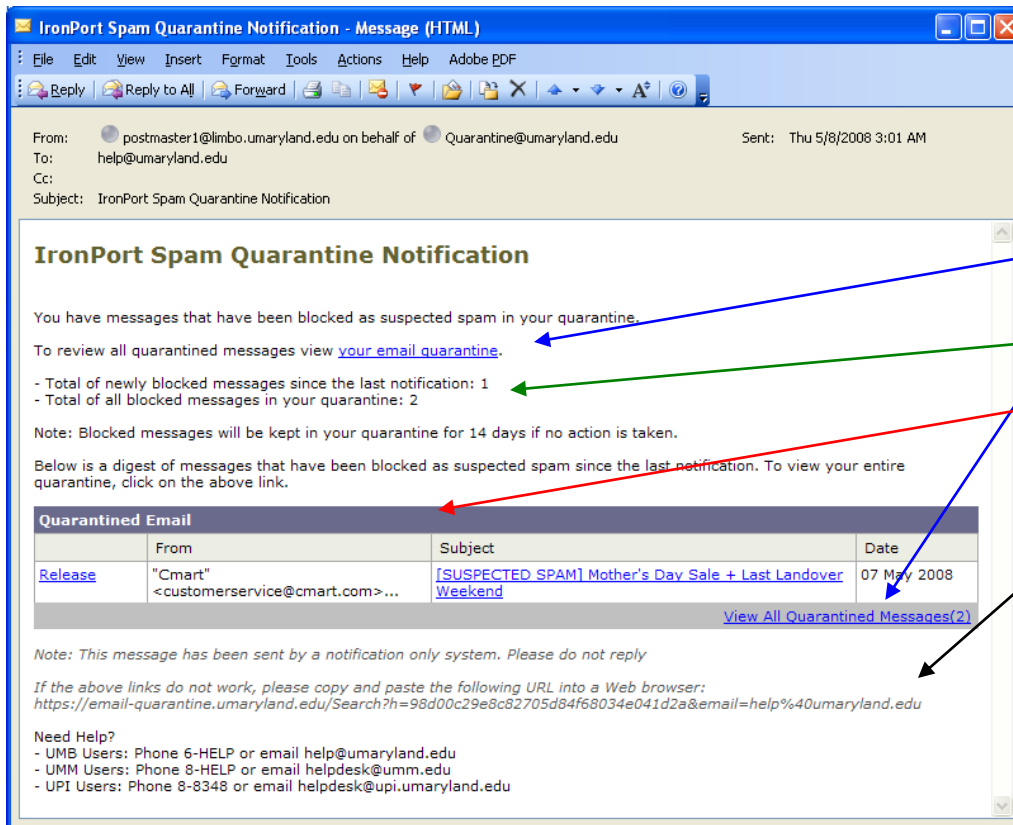 IronPort Spam Quarantine Notification - Message (HTML)
File Edit View Insert Format Tools Actions Help Adobe PDF
Reply Reply to All Forward
From: postmaster1@limbo.umaryland.edu on behalf of Quarantine@umaryland.edu Sent: Thu 5/8/2008 3:01 AM
To: help@umaryland.edu
Cc:
Subject: IronPort Spam Quarantine Notification
IronPort Spam Quarantine Notification
You have messages that have been blocked as suspected spam in your quarantine.
To review all quarantined messages view your email quarantine.
- Total of newly blocked messages since the last notification: 1
- Total of all blocked messages in your quarantine: 2
Note: Blocked messages will be kept in your quarantine for 14 days if no action is taken.
Below is a digest of messages that have been blocked as suspected spam since the last notification. To view your entire
quarantine, click on the above link.
Quarantined Email
From Subject Date
Release "Cmart" [SUSPECTED SPAM] Mother's Day Sale + Last Landover 07 May 2008
<customerservice@cmart.com>... Weekend
View All Quarantined Messages(2)
Note: This message has been sent by a notification only system. Please do not reply
If the above links do not work, please copy and paste the following URL into a Web browser:
https://email-quarantine.umaryland.edu/Search?h=98d00c29e8c82705d84f68034e041d2a&email=help%40umaryland.edu
Need Help?
- UMB Users: Phone 6-HELP or email help@umaryland.edu
- UMM Users: Phone 8-HELP or email helpdesk@umm.edu
- UPI Users: Phone 8-8348 or email helpdesk@upi.umaryland.edu